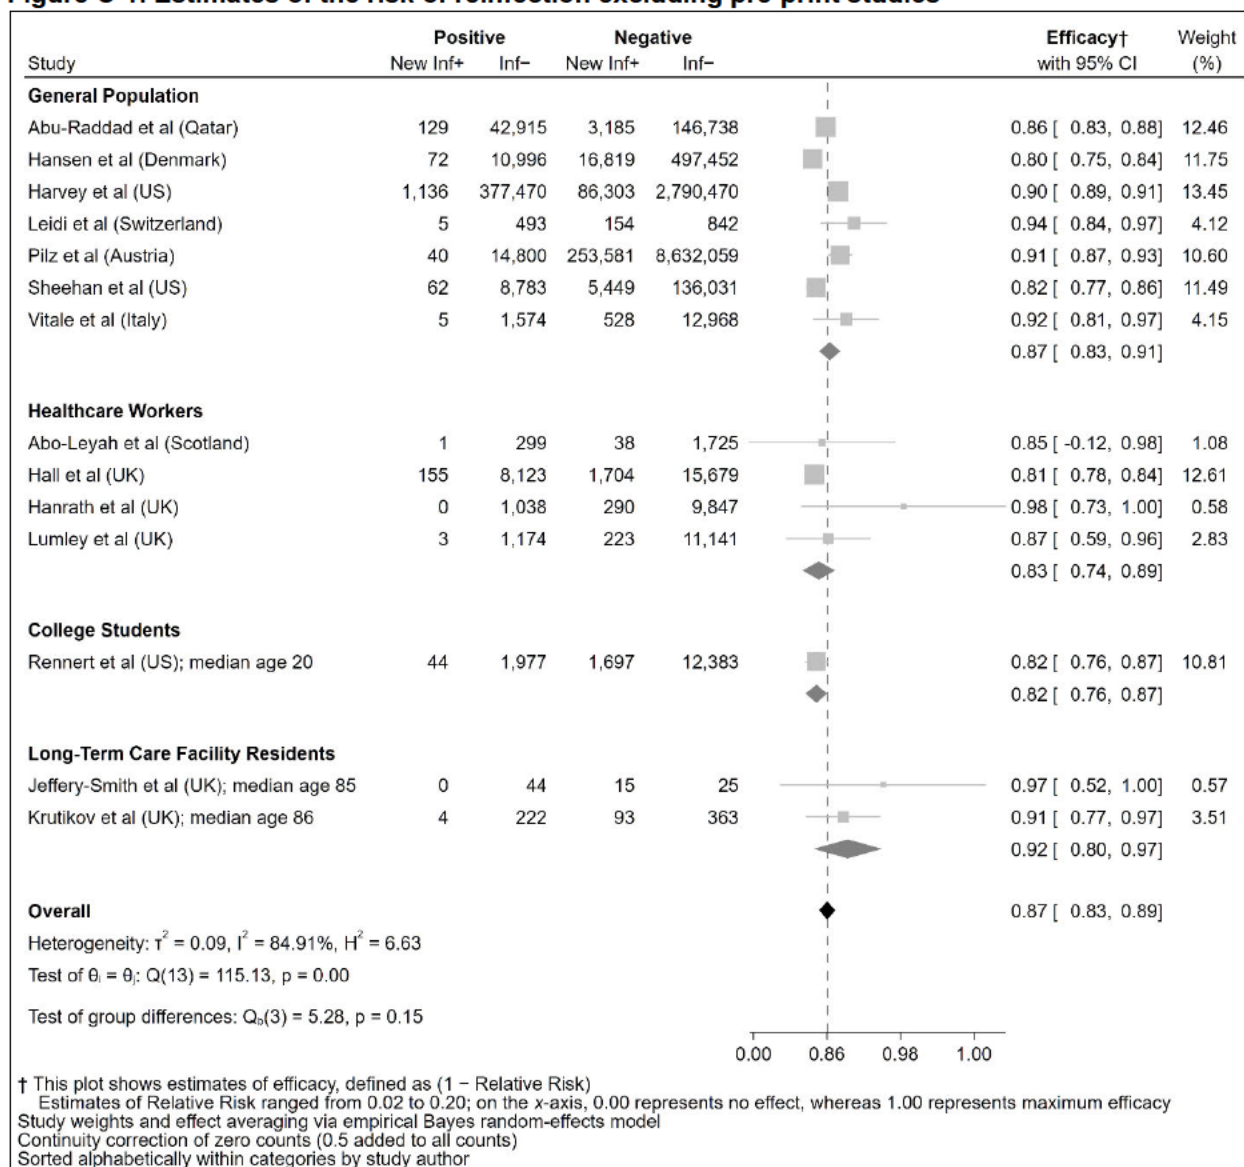 Figure C-4. Estimates of the risk of reinfection excluding pre-print studies
Positive Negative Efficacy† Weight
Study New Inf+ Inf− New Inf+ Inf− with 95% CI (%)
General Population
Abu-Raddad et al (Qatar) 129 42,915 3,185 146,738 0.86 [ 0.83, 0.88] 12.46
Hansen et al (Denmark) 72 10,996 16,819 497,452 0.80 [ 0.75, 0.84] 11.75
Harvey et al (US) 1,136 377,470 86,303 2,790,470 0.90 [ 0.89, 0.91] 13.45
Leidi et al (Switzerland) 5 493 154 842 0.94 [ 0.84, 0.97] 4.12
Pilz et al (Austria) 40 14,800 253,581 8,632,059 0.91 [ 0.87, 0.93] 10.60
Sheehan et al (US) 62 8,783 5,449 136,031 0.82 [ 0.77, 0.86] 11.49
Vitale et al (Italy) 5 1,574 528 12,968 0.92 [ 0.81, 0.97] 4.15
0.87 [ 0.83, 0.91]
Healthcare Workers
Abo-Leyah et al (Scotland) 1 299 38 1,725 0.85 [ -0.12, 0.98] 1.08
Hall et al (UK) 155 8,123 1,704 15,679 0.81 [ 0.78, 0.84] 12.61
Hanrath et al (UK) 0 1,038 290 9,847 0.98 [ 0.73, 1.00] 0.58
Lumley et al (UK) 3 1,174 223 11,141 0.87 [ 0.59, 0.96] 2.83
0.83 [ 0.74, 0.89]
College Students
Rennert et al (US); median age 20 44 1,977 1,697 12,383 0.82 [ 0.76, 0.87] 10.81
0.82 [ 0.76, 0.87]
Long-Term Care Facility Residents
Jeffery-Smith et al (UK); median age 85 0 44 15 25 0.97 [ 0.52, 1.00] 0.57
Krutikov et al (UK); median age 86 4 222 93 363 0.91 [ 0.77, 0.97] 3.51
0.92 [ 0.80, 0.97]
Overall 0.87 [ 0.83, 0.89]
Heterogeneity: τ² = 0.09, I² = 84.91%, H² = 6.63
Test of θᵢ = θⱼ: Q(13) = 115.13, p = 0.00
Test of group differences: Q_b(3) = 5.28, p = 0.15
0.00 0.86 0.98 1.00
† This plot shows estimates of efficacy, defined as (1 − Relative Risk)
Estimates of Relative Risk ranged from 0.02 to 0.20; on the x-axis, 0.00 represents no effect, whereas 1.00 represents maximum efficacy
Study weights and effect averaging via empirical Bayes random-effects model
Continuity correction of zero counts (0.5 added to all counts)
Sorted alphabetically within categories by study author